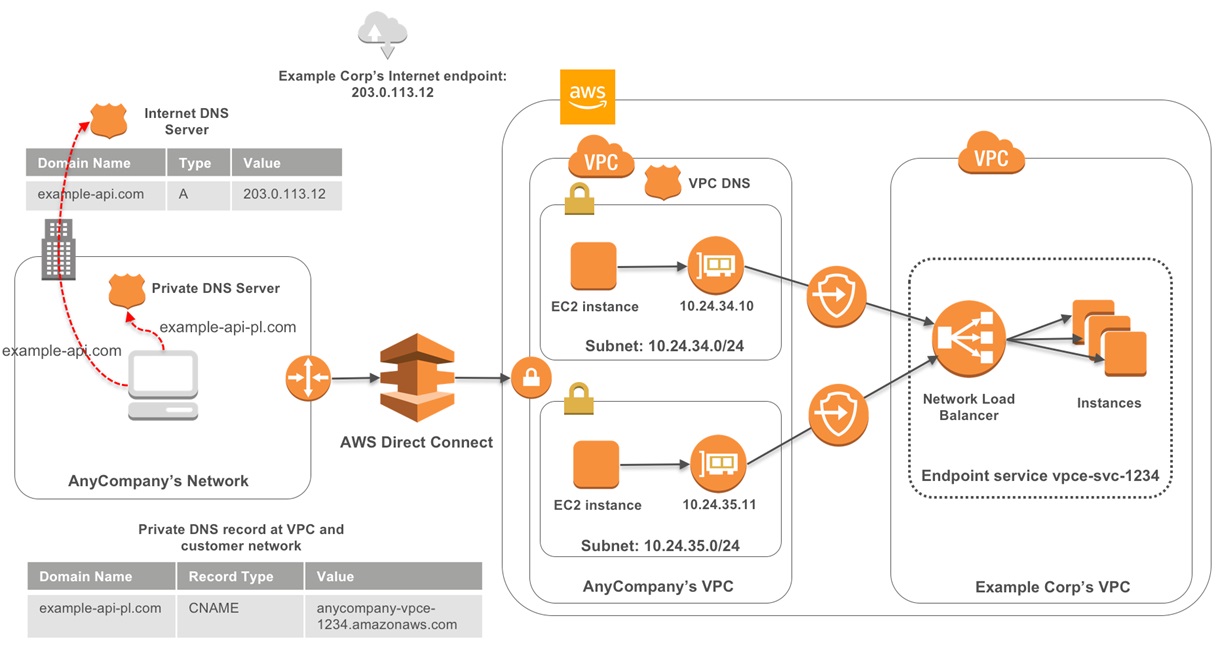 Example Corp's Internet endpoint:
203.0.113.12
aws
Internet DNS
Server
Domain Name Type Value
example-api.com A 203.0.113.12
Private DNS Server
example-api-pl.com
example-api.com
AnyCompany's Network
AWS Direct Connect
VPC
VPC DNS
EC2 instance
10.24.34.10
Subnet: 10.24.34.0/24
EC2 instance
10.24.35.11
Subnet: 10.24.35.0/24
AnyCompany's VPC
VPC
Network Load
Balancer
Instances
Endpoint service vpce-svc-1234
Example Corp's VPC
Private DNS record at VPC and
customer network
Domain Name Record Type Value
example-api-pl.com CNAME anycompany-vpce-
1234.amazonaws.com